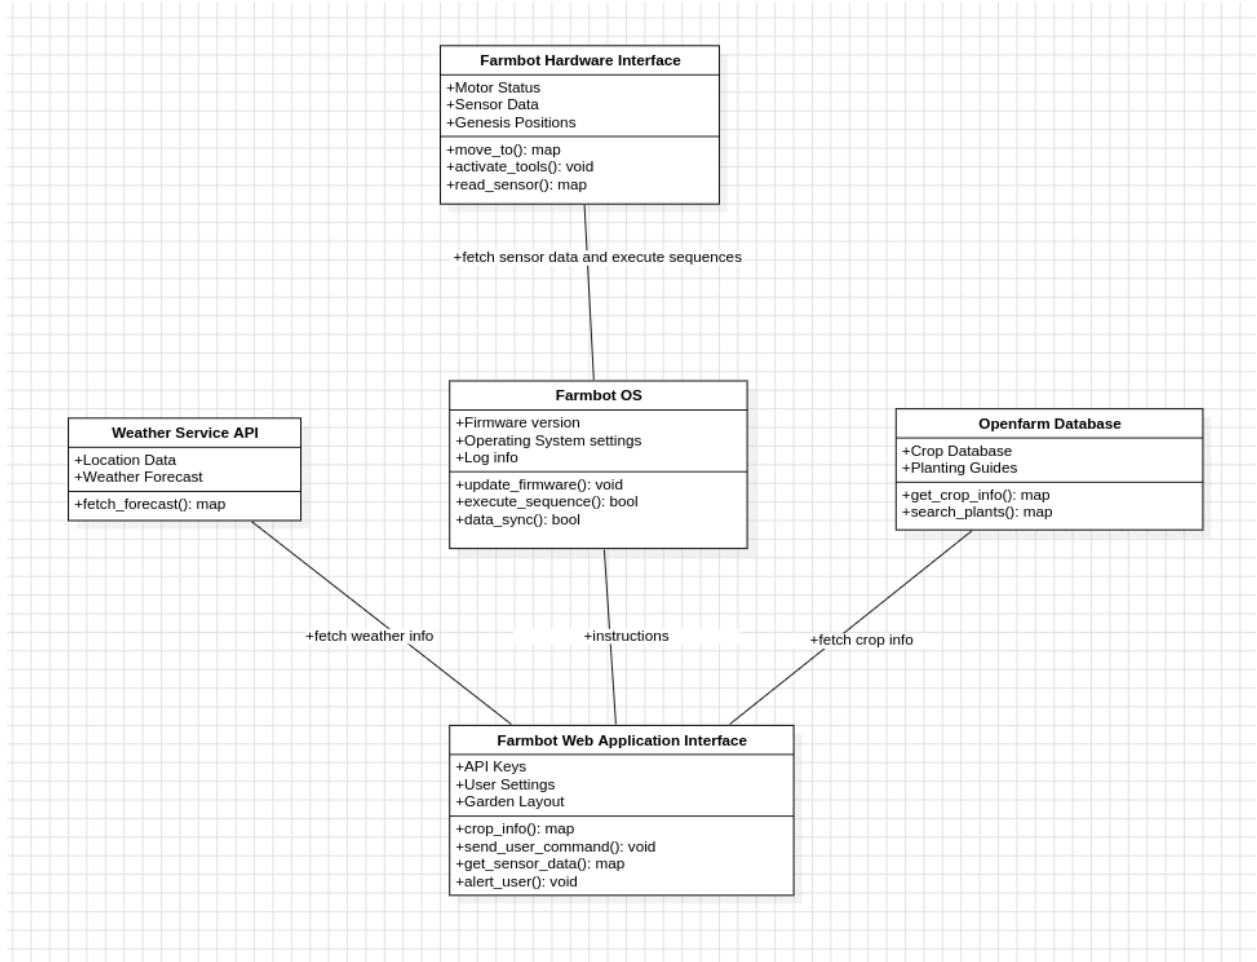 Farmbot Hardware Interface
+Motor Status
+Sensor Data
+Genesis Positions
+move_to(): map
+activate_tools(): void
+read_sensor(): map
+fetch sensor data and execute sequences
Farmbot OS
+Firmware version
+Operating System settings
+Log info
+update_firmware(): void
+execute_sequence(): bool
+data_sync(): bool
Weather Service API
+Location Data
+Weather Forecast
+fetch_forecast(): map
Openfarm Database
+Crop Database
+Planting Guides
+get_crop_info(): map
+search_plants(): map
+fetch weather info
+instructions
+fetch crop info
Farmbot Web Application Interface
+API Keys
+User Settings
+Garden Layout
+crop_info(): map
+send_user_command(): void
+get_sensor_data(): map
+alert_user(): void